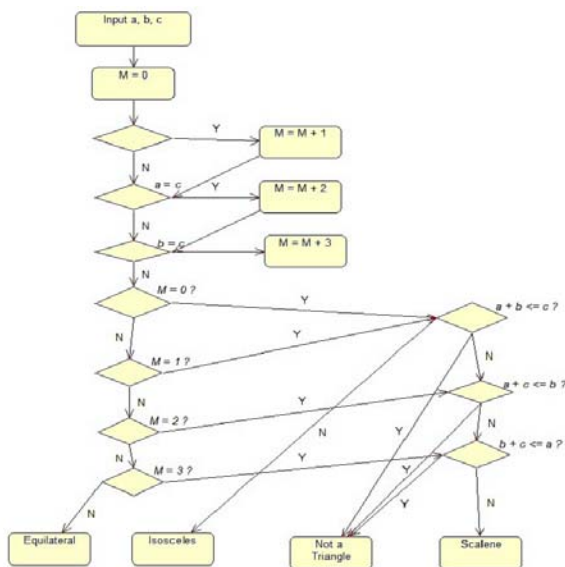 Input a, b, c
M = 0
Y
M = M + 1
N
a = c
Y
M = M + 2
N
b = c
M = M + 3
N
M = 0 ?
Y
a + b <= c ?
N
Y
N
M = 1 ?
a + c <= b ?
N
Y
M = 2 ?
N
Y
N
b + c <= a ?
N
M = 3 ?
Y
Y
N
Y
N
Equilateral
Isosceles
Not a
Triangle
Scalene